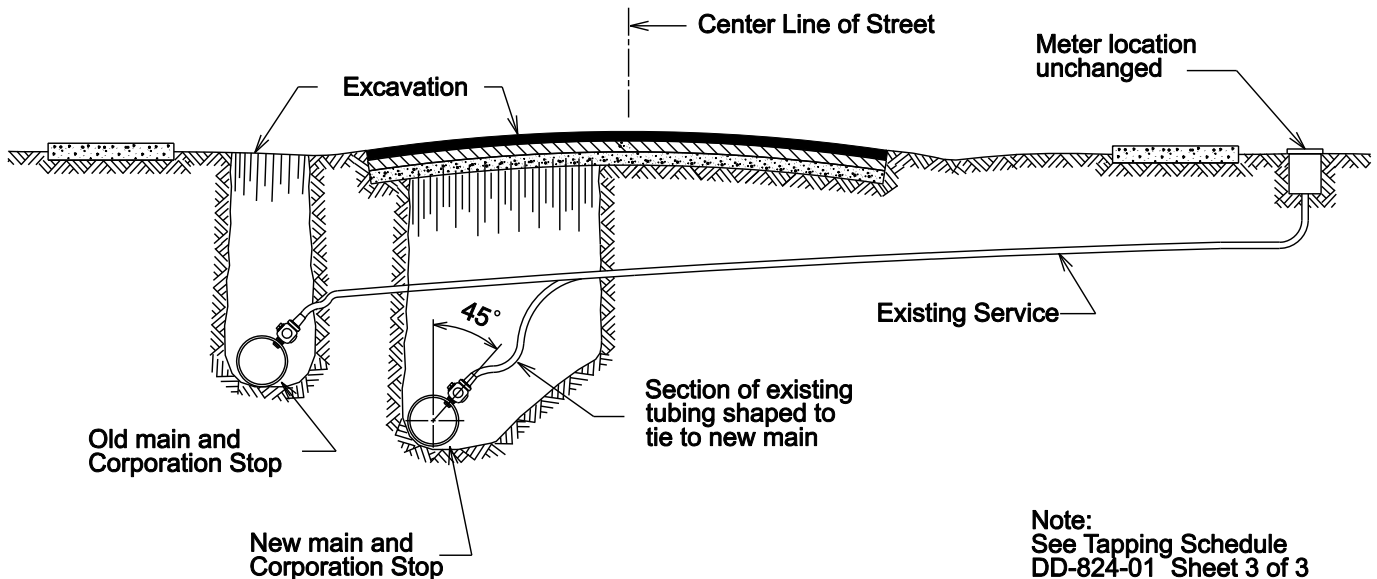 Center Line of Street
Meter location
unchanged
Excavation
45°
Existing Service
Section of existing
tubing shaped to
tie to new main
Old main and
Corporation Stop
New main and
Corporation Stop
Note:
See Tapping Schedule
DD-824-01 Sheet 3 of 3